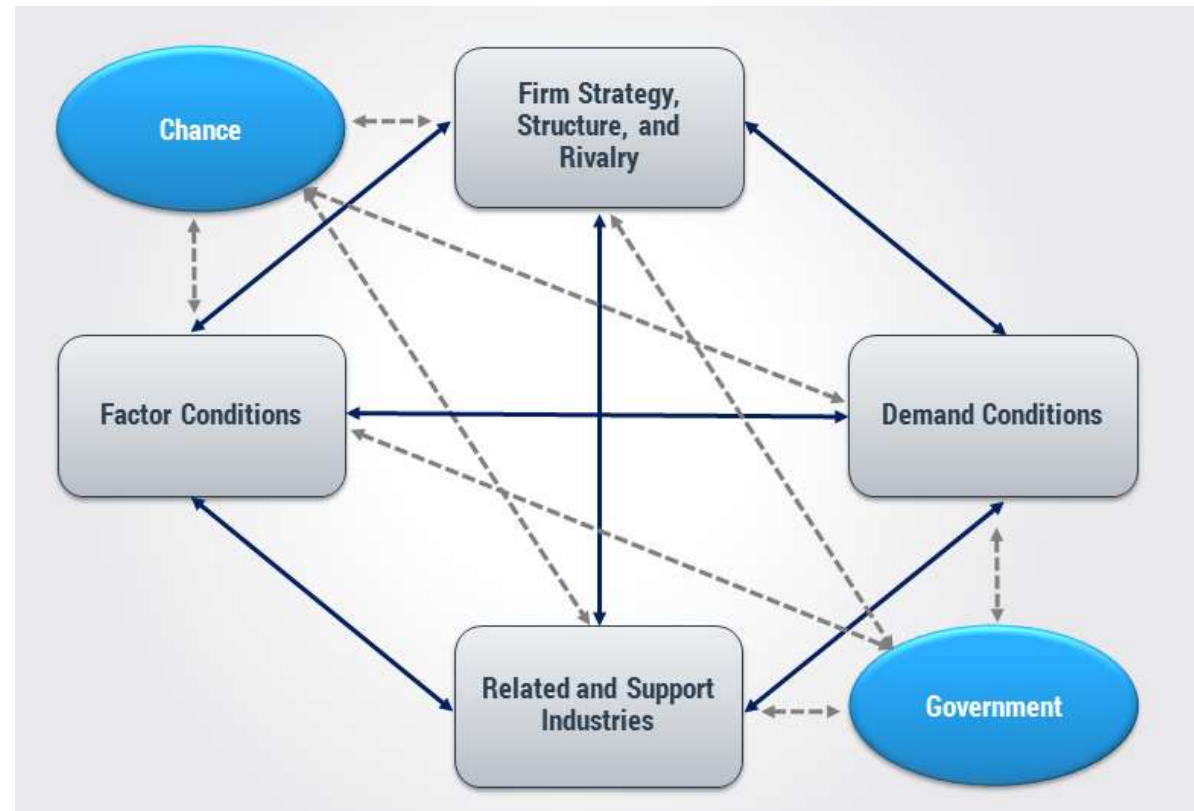 Chance
Firm Strategy,
Structure, and
Rivalry
Factor Conditions
Demand Conditions
Related and Support
Industries
Government